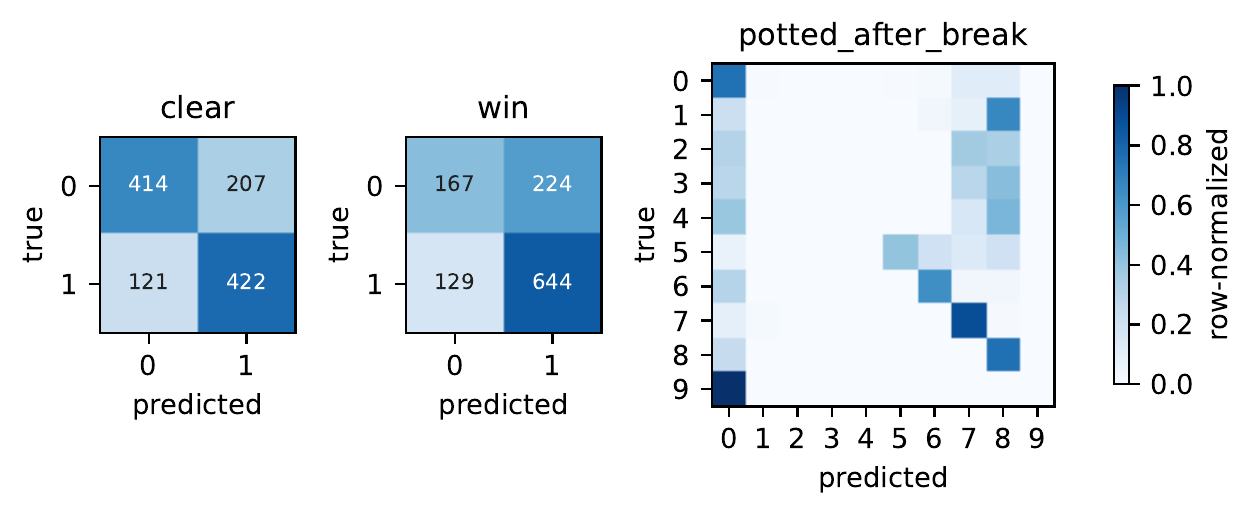 clear
0
1
true
414 207
121 422
0 1
predicted
win
0
1
true
167 224
129 644
0 1
predicted
potted_after_break
0
1
2
3
4
5
6
7
8
9
true
0 1 2 3 4 5 6 7 8 9
predicted
1.0
0.8
0.6
0.4
0.2
0.0
row-normalized